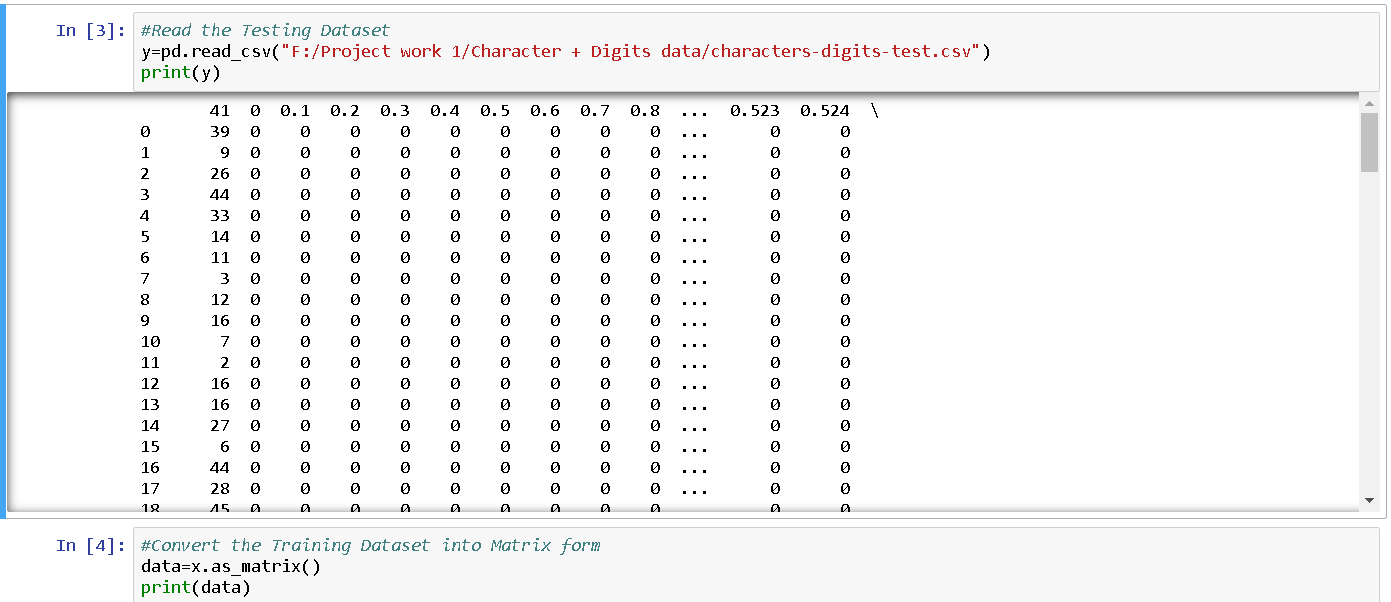 In [3]: #Read the Testing Dataset
y=pd.read_csv("F:/Project work 1/Character + Digits data/characters-digits-test.csv")
print(y)
41 0 0.1 0.2 0.3 0.4 0.5 0.6 0.7 0.8 ... 0.523 0.524 \
0 39 0 0 0 0 0 0 0 0 0 ... 0 0
1 9 0 0 0 0 0 0 0 0 0 ... 0 0
2 26 0 0 0 0 0 0 0 0 0 ... 0 0
3 44 0 0 0 0 0 0 0 0 0 ... 0 0
4 33 0 0 0 0 0 0 0 0 0 ... 0 0
5 14 0 0 0 0 0 0 0 0 0 ... 0 0
6 11 0 0 0 0 0 0 0 0 0 ... 0 0
7 3 0 0 0 0 0 0 0 0 0 ... 0 0
8 12 0 0 0 0 0 0 0 0 0 ... 0 0
9 16 0 0 0 0 0 0 0 0 0 ... 0 0
10 7 0 0 0 0 0 0 0 0 0 ... 0 0
11 2 0 0 0 0 0 0 0 0 0 ... 0 0
12 16 0 0 0 0 0 0 0 0 0 ... 0 0
13 16 0 0 0 0 0 0 0 0 0 ... 0 0
14 27 0 0 0 0 0 0 0 0 0 ... 0 0
15 6 0 0 0 0 0 0 0 0 0 ... 0 0
16 44 0 0 0 0 0 0 0 0 0 ... 0 0
17 28 0 0 0 0 0 0 0 0 0 ... 0 0
18 45 0 0 0 0 0 0 0 0 0 0 0
In [4]: #Convert the Training Dataset into Matrix form
data=x.as_matrix()
print(data)